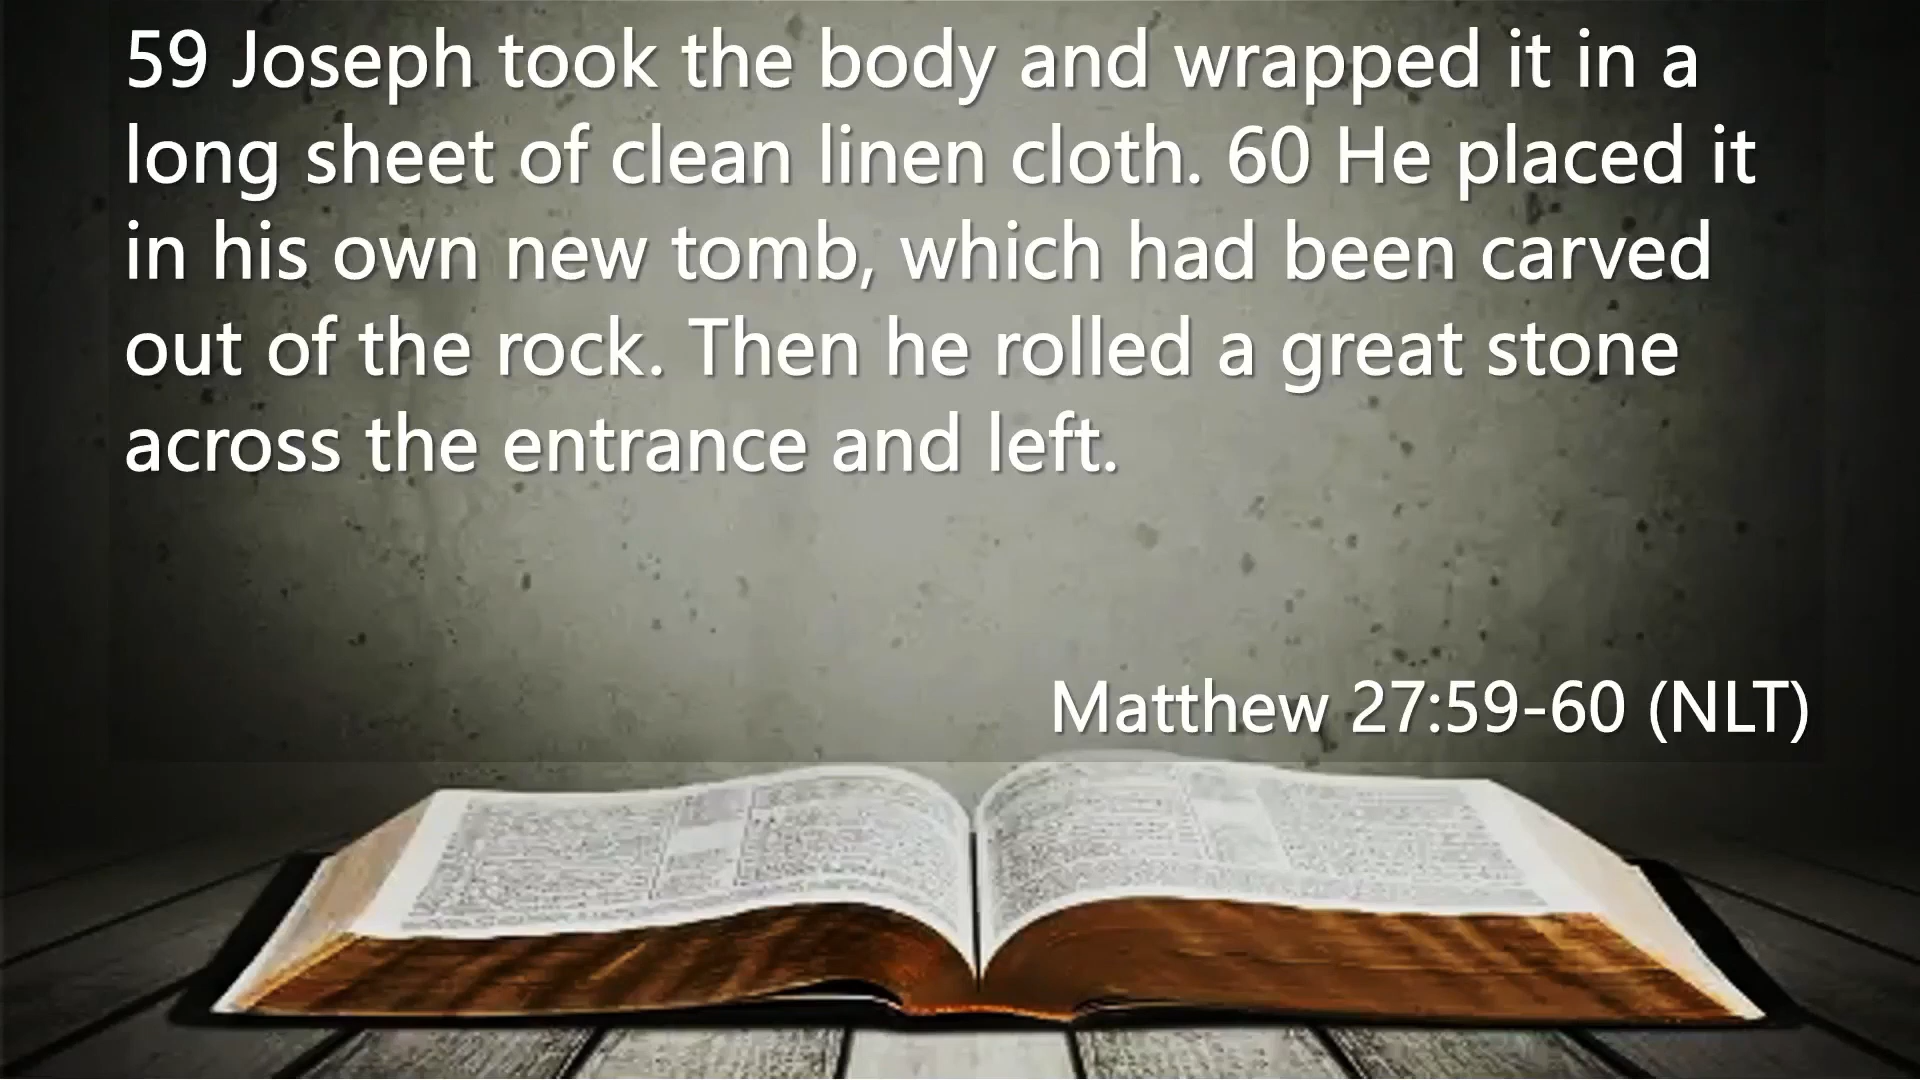 59 Joseph took the body and wrapped it in a
long sheet of clean linen cloth. 60 He placed it
in his own new tomb, which had been carved
out of the rock. Then he rolled a great stone
across the entrance and left.
Matthew 27:59-60 (NLT)